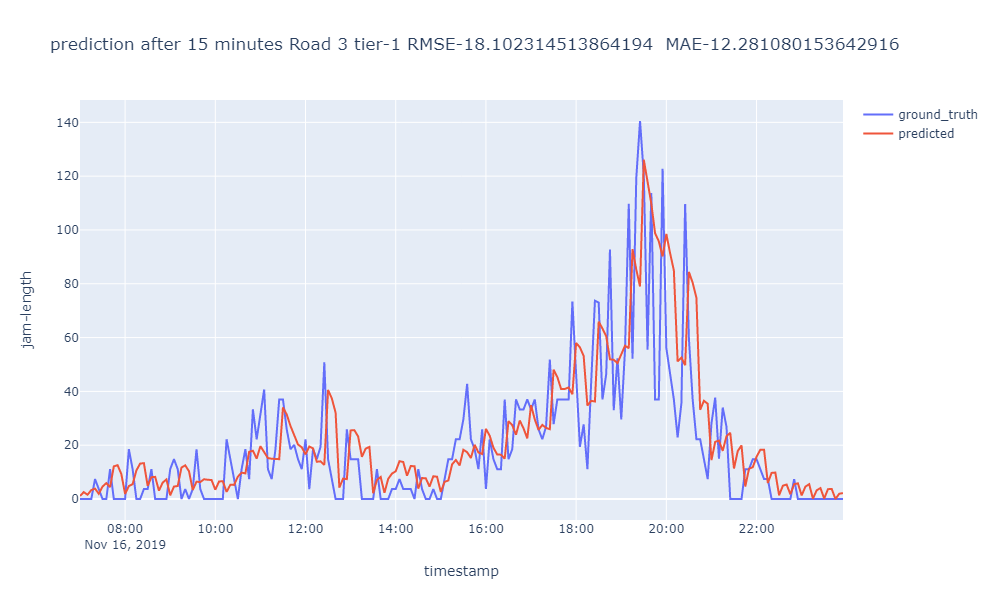 prediction after 15 minutes Road 3 tier-1 RMSE-18.102314513864194  MAE-12.281080153642916
ground_truth
predicted
140
120
100
80
60
40
20
0
jam-length
08:00 10:00 12:00 14:00 16:00 18:00 20:00 22:00
Nov 16, 2019
timestamp